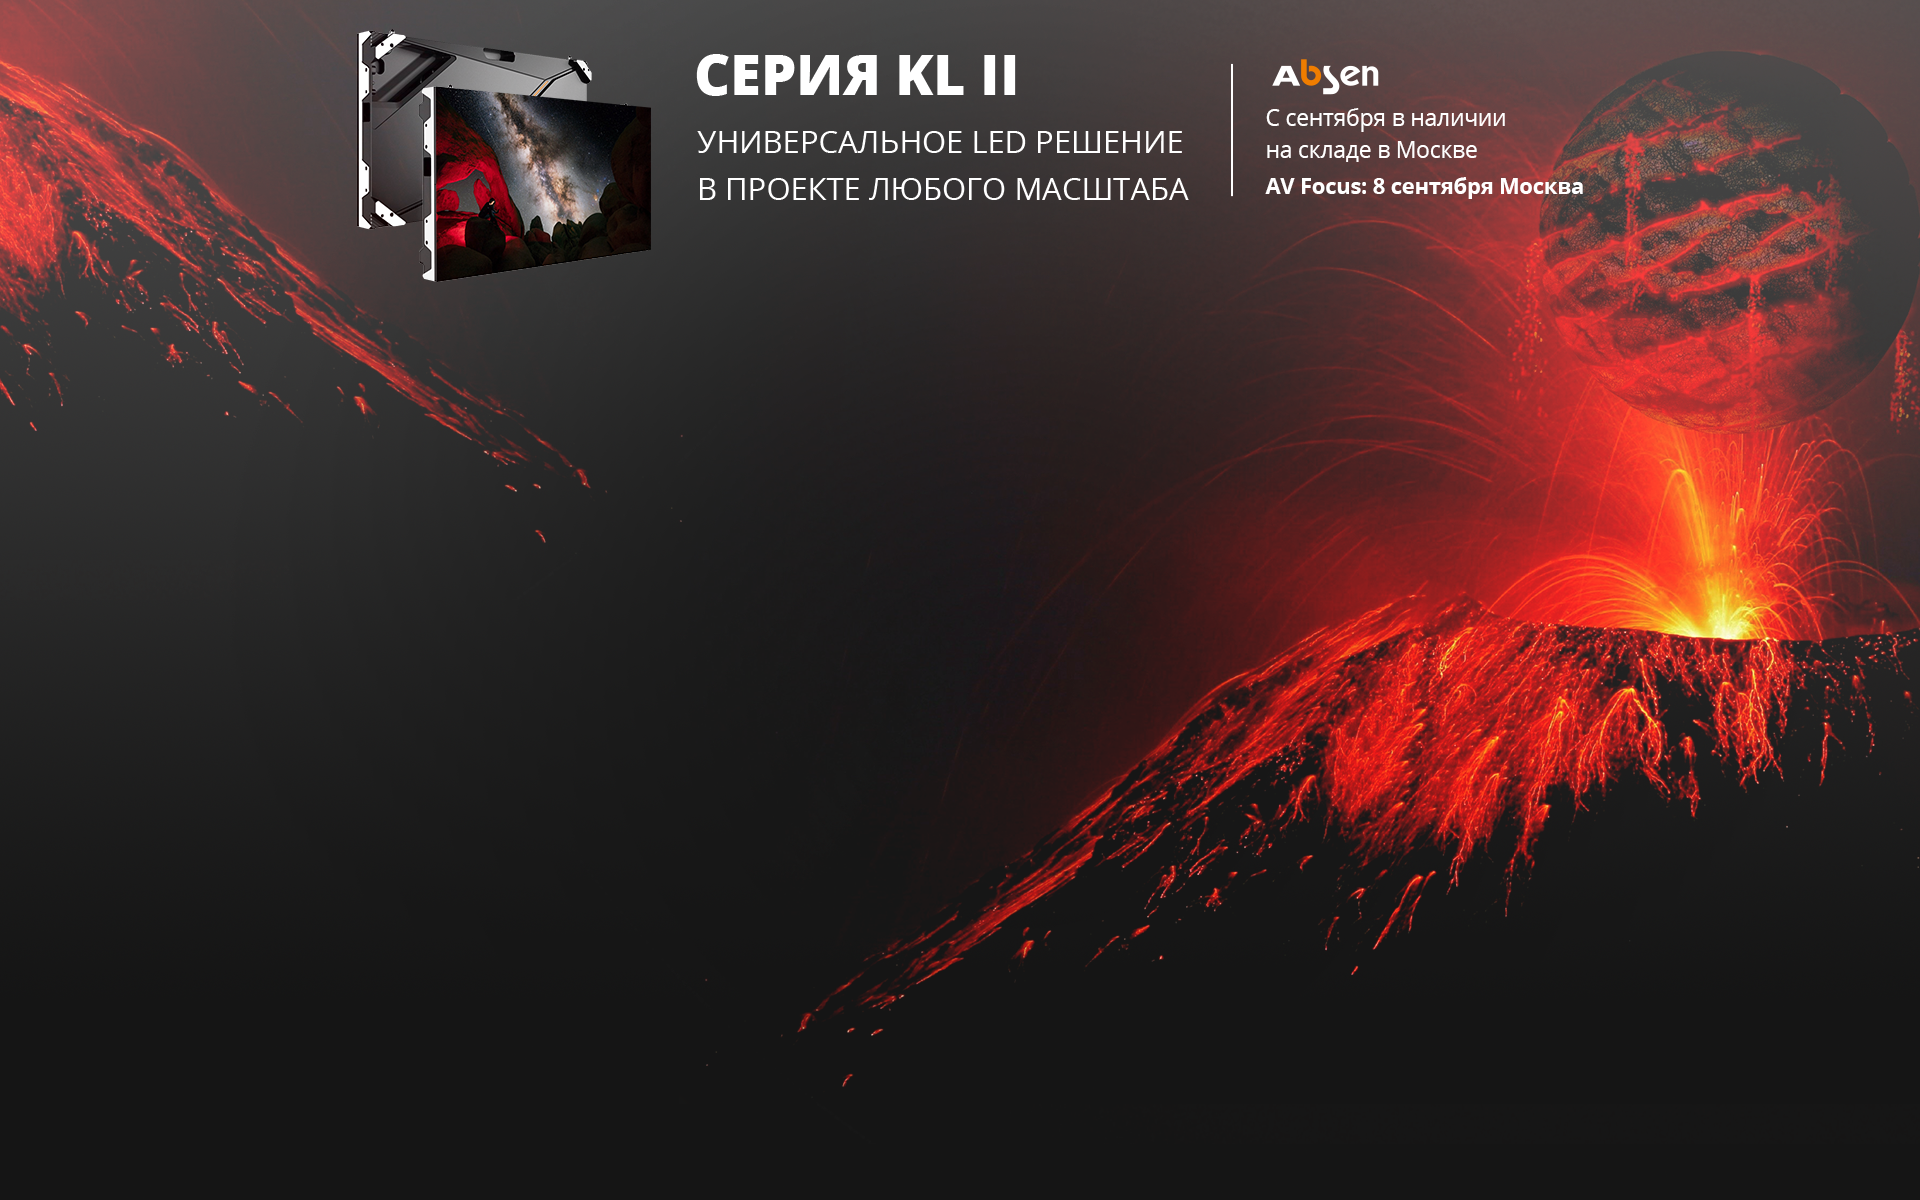 СЕРИЯ KL II
УНИВЕРСАЛЬНОЕ LED РЕШЕНИЕ
В ПРОЕКТЕ ЛЮБОГО МАСШТАБА
Absen
С сентября в наличии
на складе в Москве
AV Focus: 8 сентября Москва